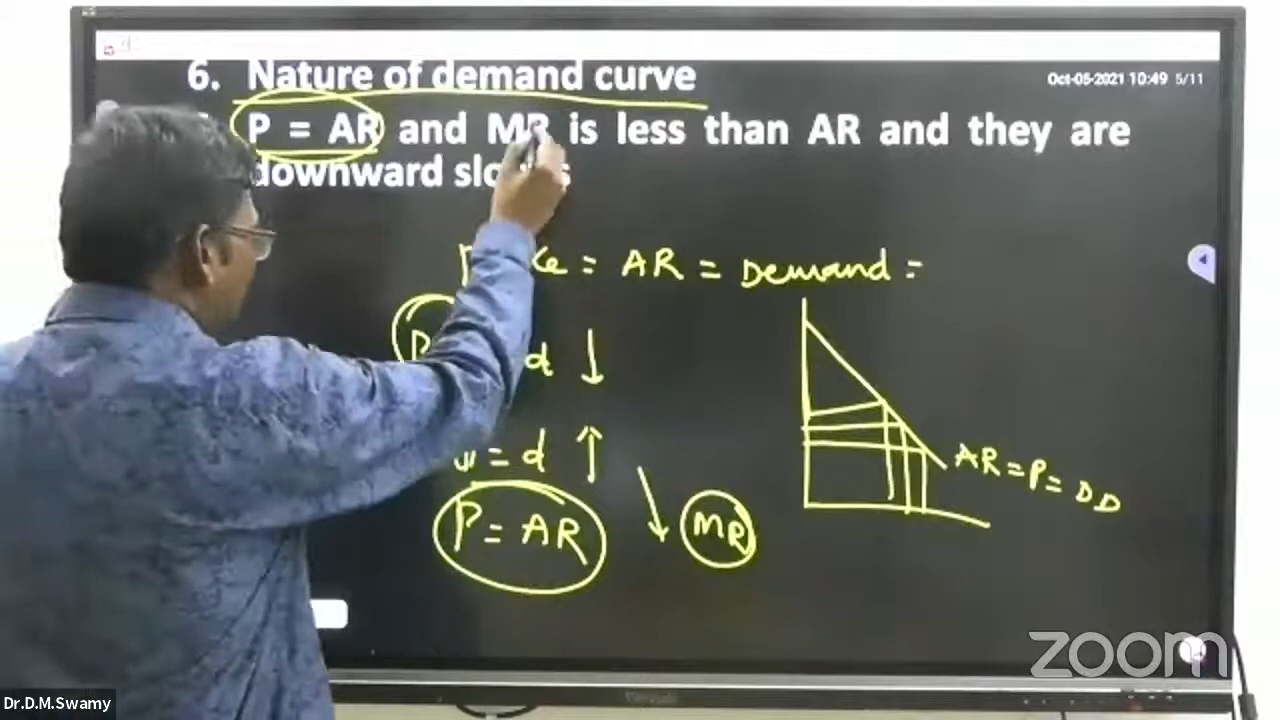 6. Nature of demand curve
Oct-05-2021 10:49 5/11
P = AR and MR is less than AR and they are
downward
= AR = Demand =
d ↓
= d ↑
AR = P = DD
P = AR
MR
zoom
Dr.D.M.Swamy